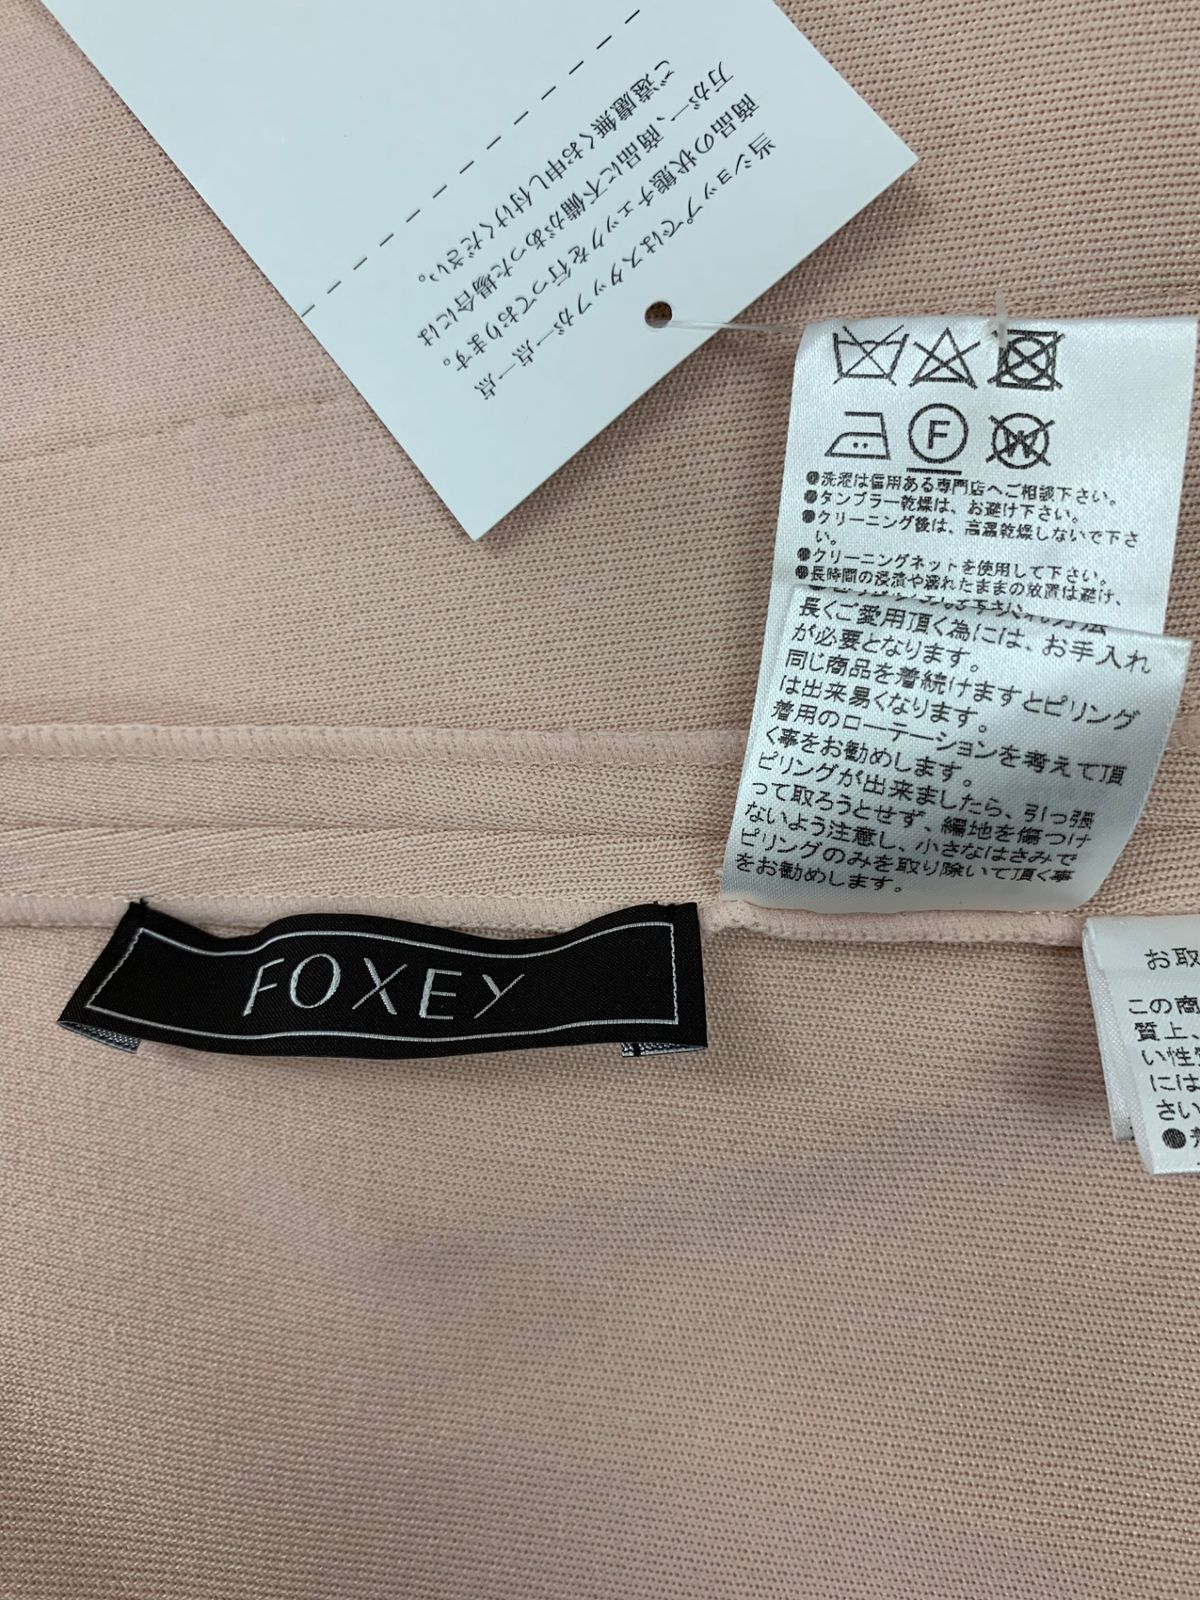 当ショップではスタッフが一点一点
商品の状態チェックを行っております。
万が一、商品に不備があった場合には
ご遠慮無くお申し付けください。
F
W
●洗濯は信用ある専門店へご相談下さい。
●タンブラー乾燥は、お避け下さい。
●クリーニング後は、高温乾燥しないで下さ
い。
●クリーニングネットを使用して下さい。
●長時間の浸漬や濡れたままの放置は避け、
長くご愛用頂く為には、お手入れ
が必要となります。
同じ商品を着続けますとピリング
は出来易くなります。
着用のローテーションを考えて頂
く事をお勧めします。
ピリングが出来ましたら、引っ張
って取ろうとせず、編地を傷つけ
ないよう注意し、小さなはさみで
ピリングのみを取り除いて頂く事
をお勧めします。
FOXEY
お取
この商
質上、
い性質
には
さい